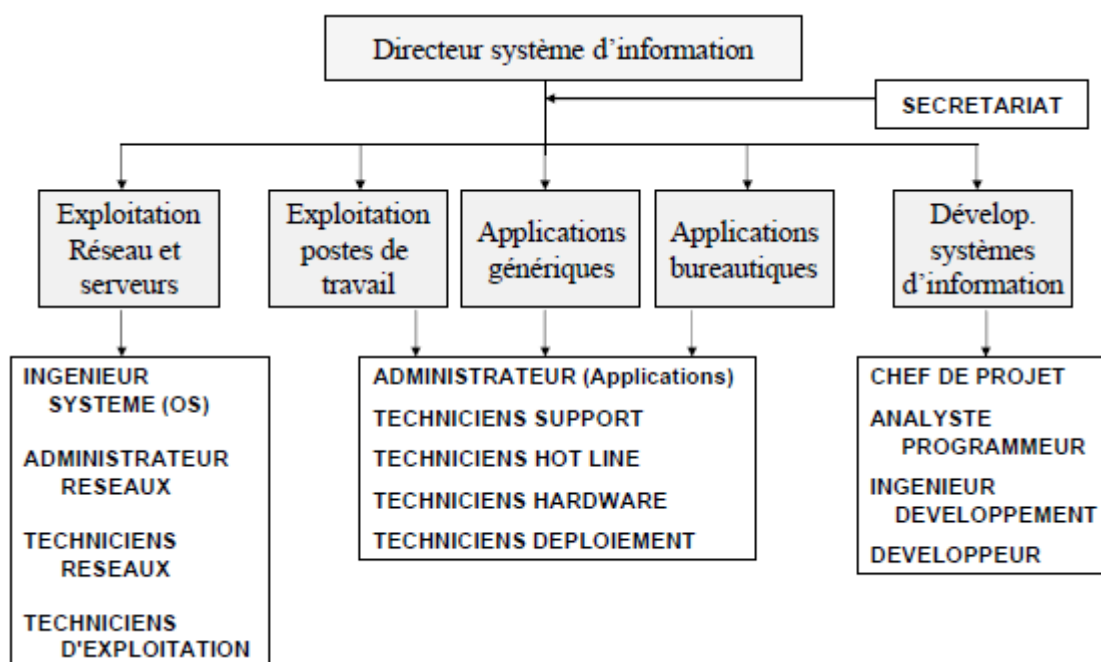 Directeur système d'information
SECRETARIAT
Exploitation
Réseau et
serveurs
Exploitation
postes de
travail
Applications
génériques
Applications
bureautiques
Dévelop.
systèmes
d'information
INGENIEUR
SYSTEME (OS)
ADMINISTRATEUR
RESEAUX
TECHNICIENS
RESEAUX
TECHNICIENS
D'EXPLOITATION
ADMINISTRATEUR (Applications)
TECHNICIENS SUPPORT
TECHNICIENS HOT LINE
TECHNICIENS HARDWARE
TECHNICIENS DEPLOIEMENT
CHEF DE PROJET
ANALYSTE
PROGRAMMEUR
INGENIEUR
DEVELOPPEMENT
DEVELOPPEUR